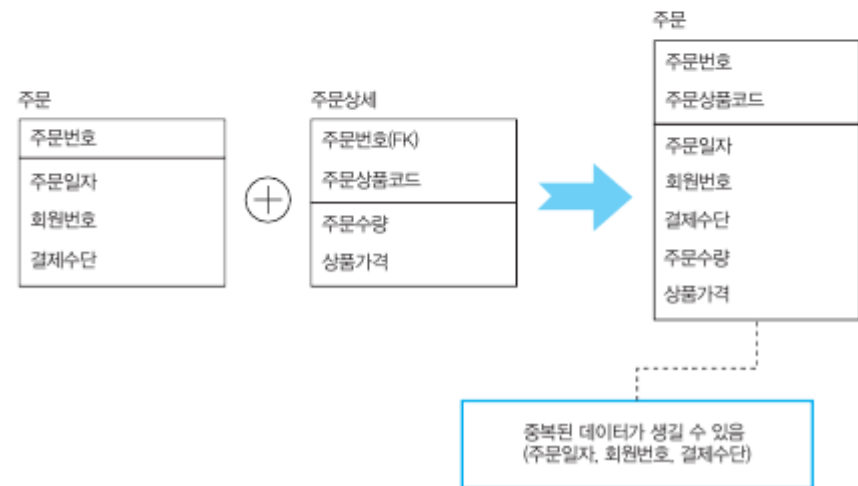 주문
주문번호
주문일자
회원번호
결제수단
주문상세
주문번호(FK)
주문상품코드
주문수량
상품가격
주문
주문번호
주문상품코드
주문일자
회원번호
결제수단
주문수량
상품가격
중복된 데이터가 생길 수 있음
(주문일자, 회원번호, 결제수단)